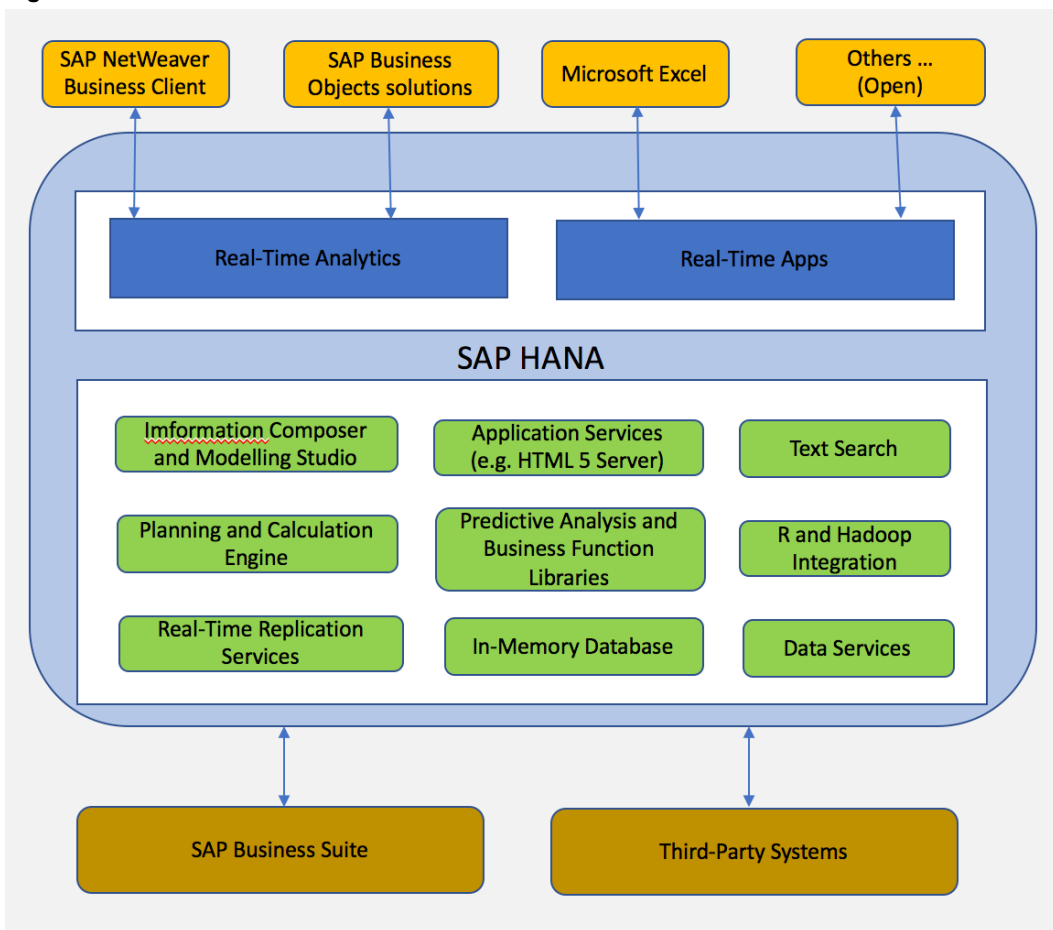 SAP NetWeaver
Business Client
SAP Business
Objects solutions
Microsoft Excel
Others ...
(Open)
Real-Time Analytics
Real-Time Apps
SAP HANA
Imformation Composer
and Modelling Studio
Application Services
(e.g. HTML 5 Server)
Text Search
Planning and Calculation
Engine
Predictive Analysis and
Business Function
Libraries
R and Hadoop
Integration
Real-Time Replication
Services
In-Memory Database
Data Services
SAP Business Suite
Third-Party Systems